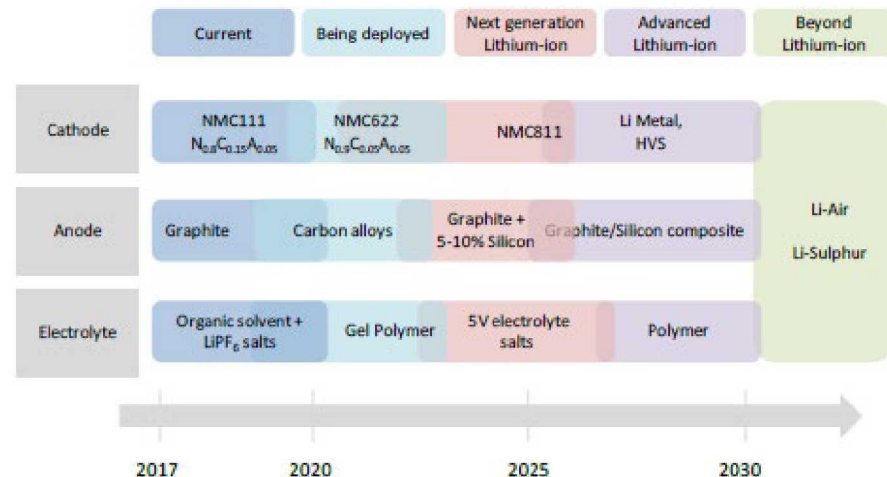 Current
Being deployed
Next generation
Lithium-ion
Advanced
Lithium-ion
Beyond
Lithium-ion
Cathode
NMC111
N₀.₈C₀.₁₅A₀.₀₅
NMC622
N₀.₉C₀.₀₅A₀.₀₅
NMC811
Li Metal,
HVS
Anode
Graphite
Carbon alloys
Graphite +
5-10% Silicon
Graphite/Silicon composite
Li-Air
Li-Sulphur
Electrolyte
Organic solvent +
LiPF₆ salts
Gel Polymer
5V electrolyte
salts
Polymer
2017
2020
2025
2030